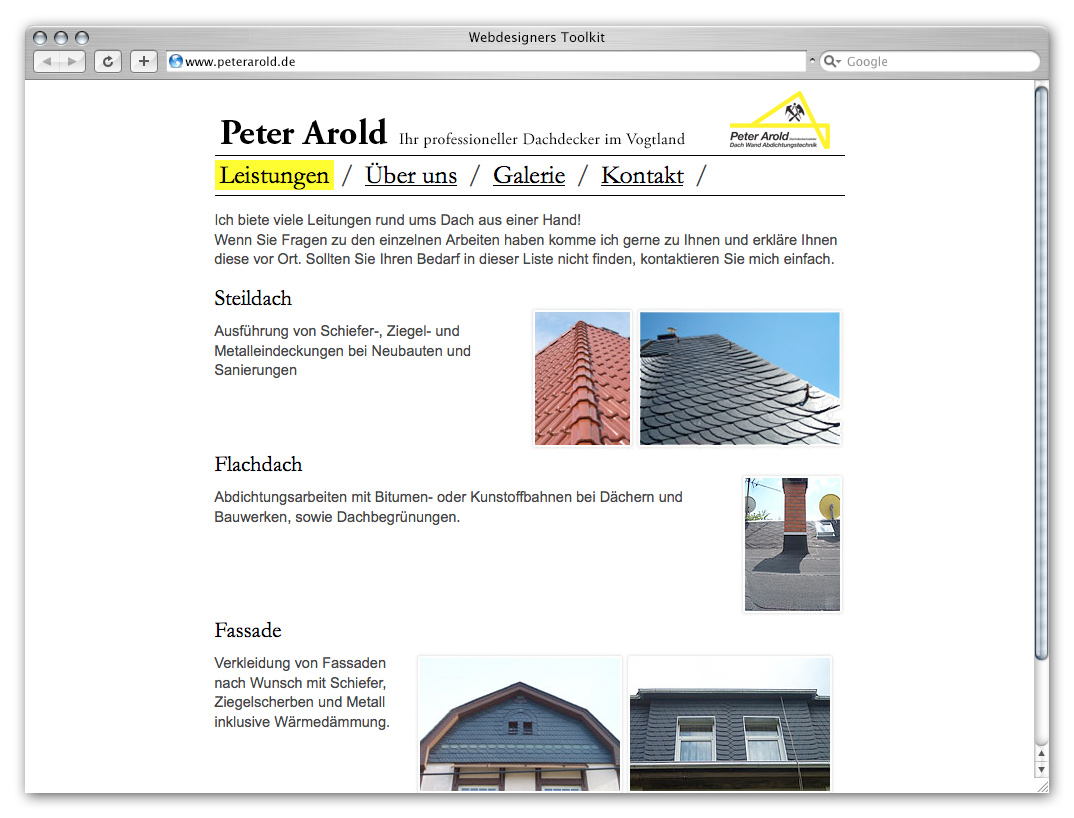 Webdesigners Toolkit
www.peterarold.de
Google
Peter Arold Ihr professioneller Dachdecker im Vogtland
Peter Arold
Dach Wand Abdichtungstechnik
Leistungen / Über uns / Galerie / Kontakt /
Ich biete viele Leitungen rund ums Dach aus einer Hand!
Wenn Sie Fragen zu den einzelnen Arbeiten haben komme ich gerne zu Ihnen und erkläre Ihnen
diese vor Ort. Sollten Sie Ihren Bedarf in dieser Liste nicht finden, kontaktieren Sie mich einfach.
Steildach
Ausführung von Schiefer-, Ziegel- und
Metalleindeckungen bei Neubauten und
Sanierungen
Flachdach
Abdichtungsarbeiten mit Bitumen- oder Kunstoffbahnen bei Dächern und
Bauwerken, sowie Dachbegrünungen.
Fassade
Verkleidung von Fassaden
nach Wunsch mit Schiefer,
Ziegelscherben und Metall
inklusive Wärmedämmung.